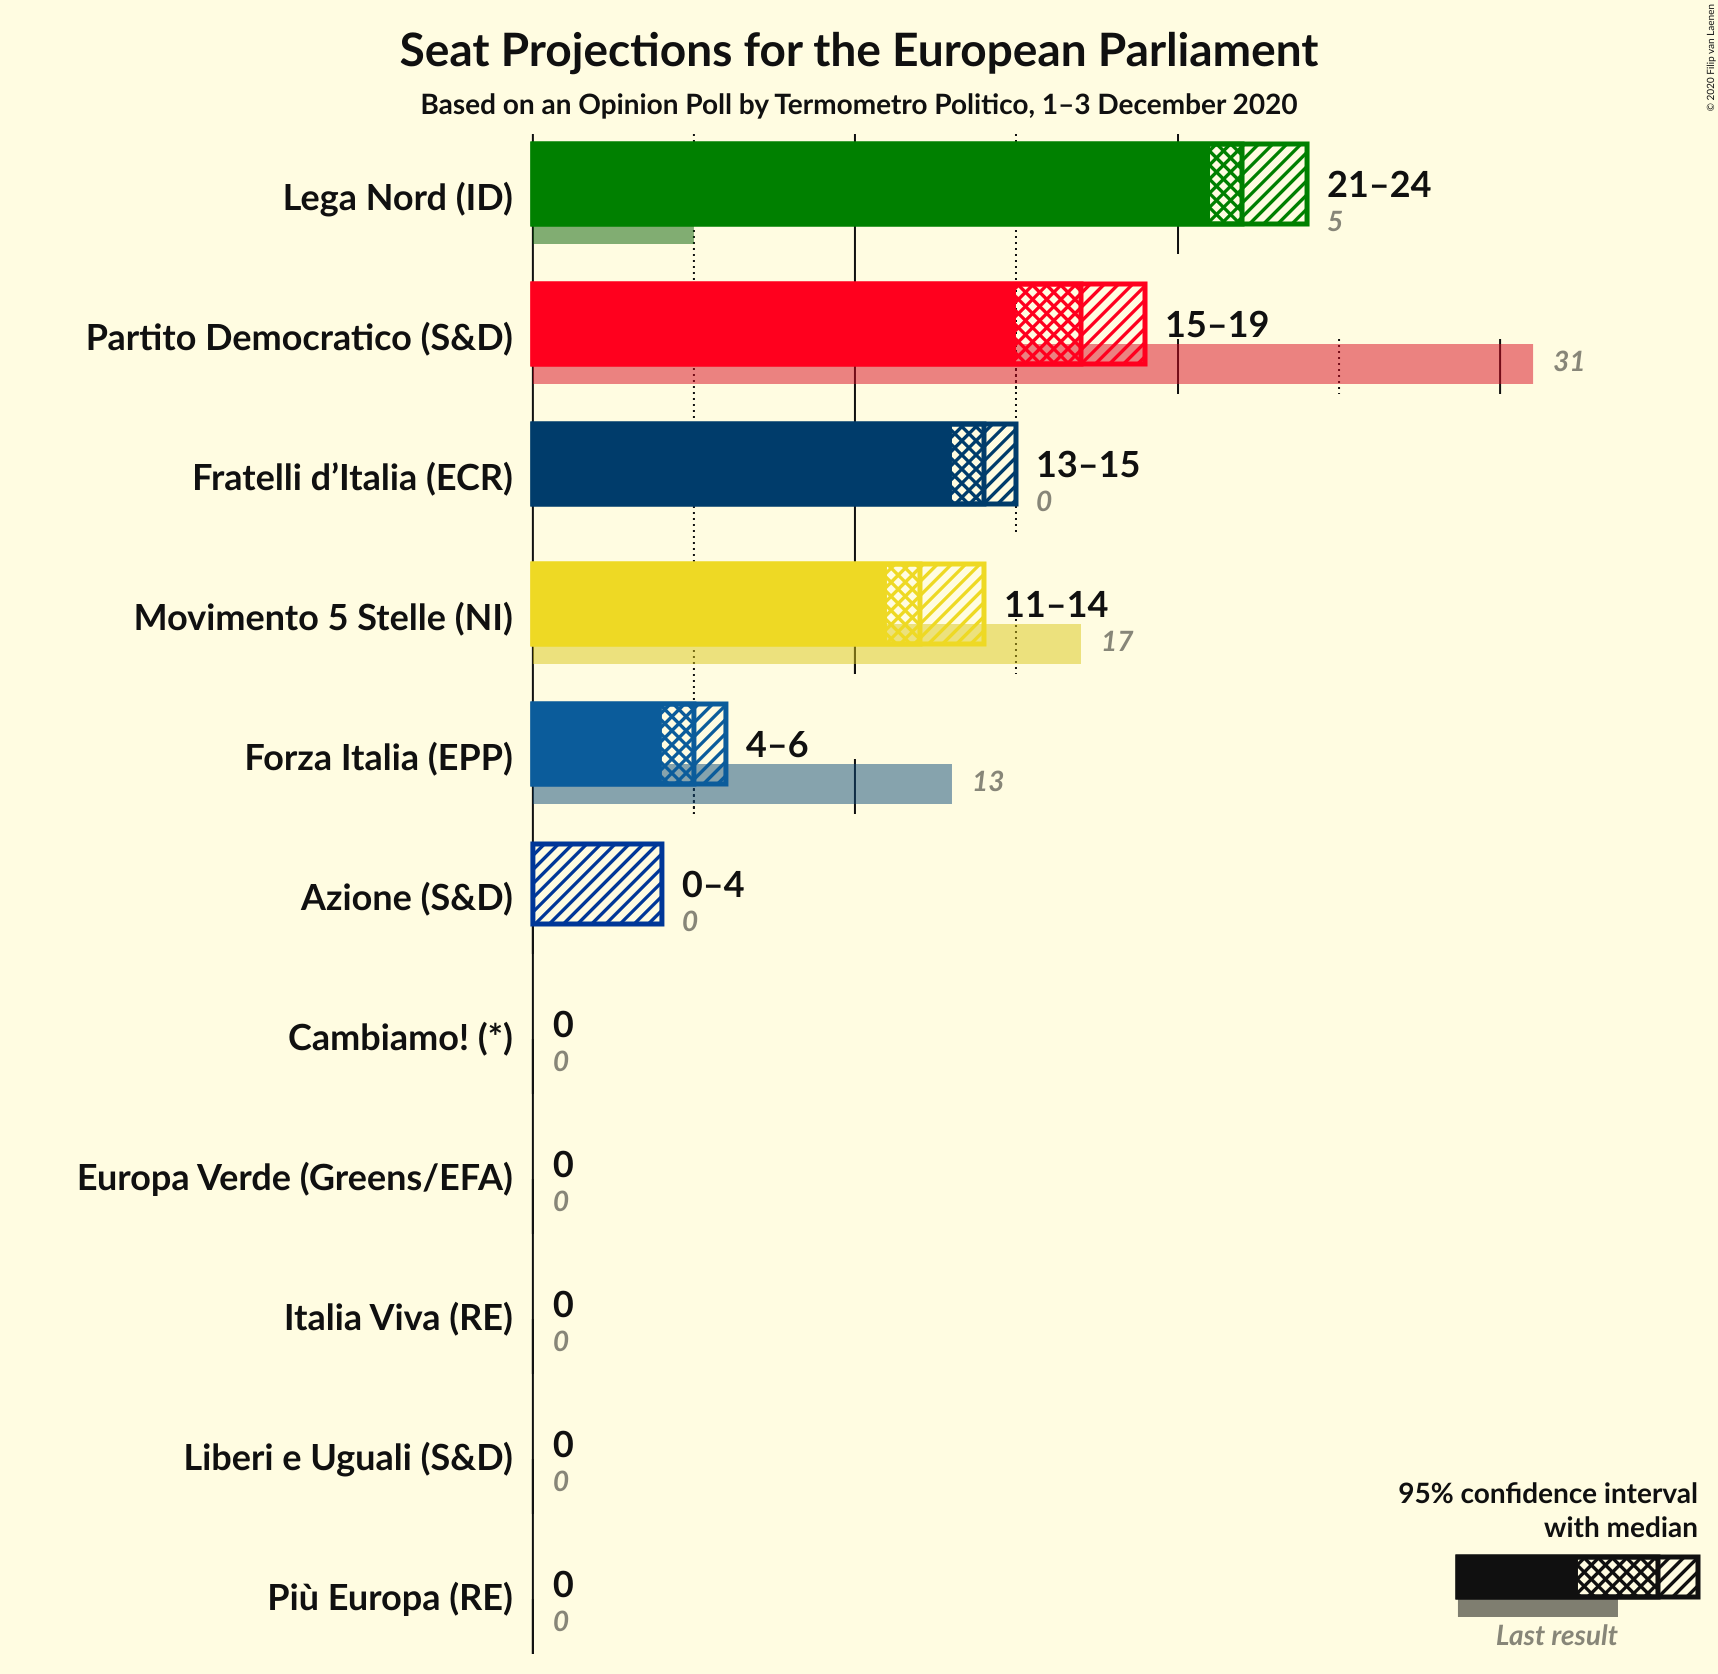 Seat Projections for the European Parliament
Based on an Opinion Poll by Termometro Politico, 1–3 December 2020
© 2020 Filip van Laenen
Lega Nord (ID)
21–24
5
Partito Democratico (S&D)
15–19
31
Fratelli d’Italia (ECR)
13–15
0
Movimento 5 Stelle (NI)
11–14
17
Forza Italia (EPP)
4–6
13
Azione (S&D)
0–4
0
Cambiamo! (*)
0
0
Europa Verde (Greens/EFA)
0
0
Italia Viva (RE)
0
0
Liberi e Uguali (S&D)
0
0
Più Europa (RE)
0
0
95% confidence interval
with median
Last result